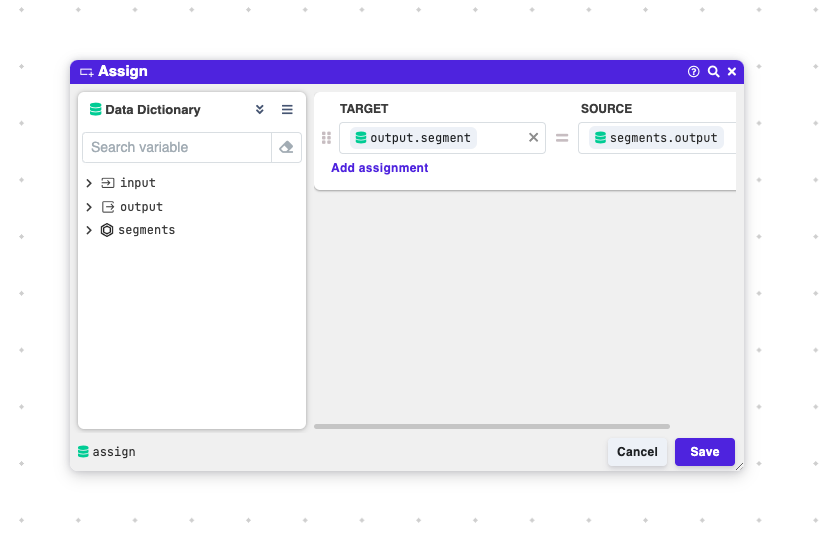 Assign
Data Dictionary
TARGET
SOURCE
Search variable
output.segment
=
segments.output
Add assignment
input
output
segments
assign
Cancel
Save